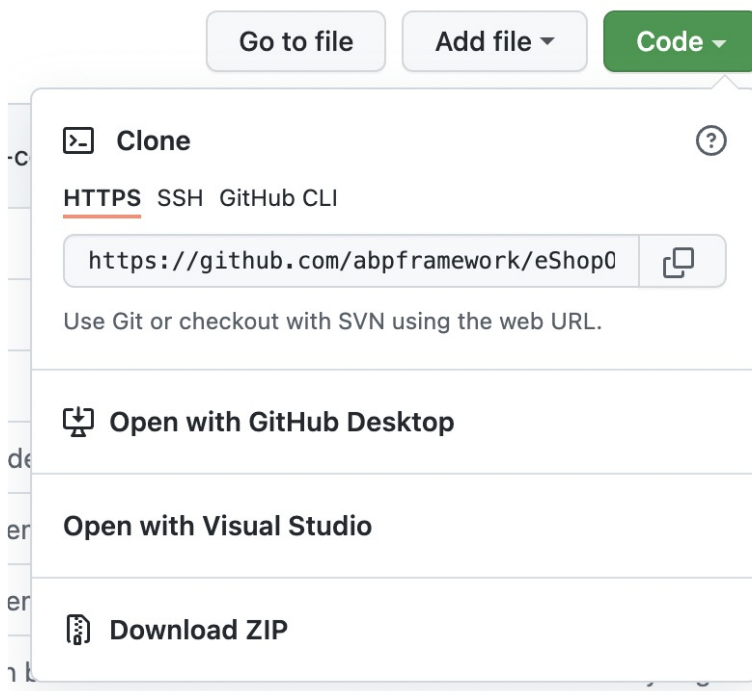 Go to file Add file Code
Clone
HTTPS SSH GitHub CLI
https://github.com/abpframework/eShopO
Use Git or checkout with SVN using the web URL.
Open with GitHub Desktop
Open with Visual Studio
Download ZIP